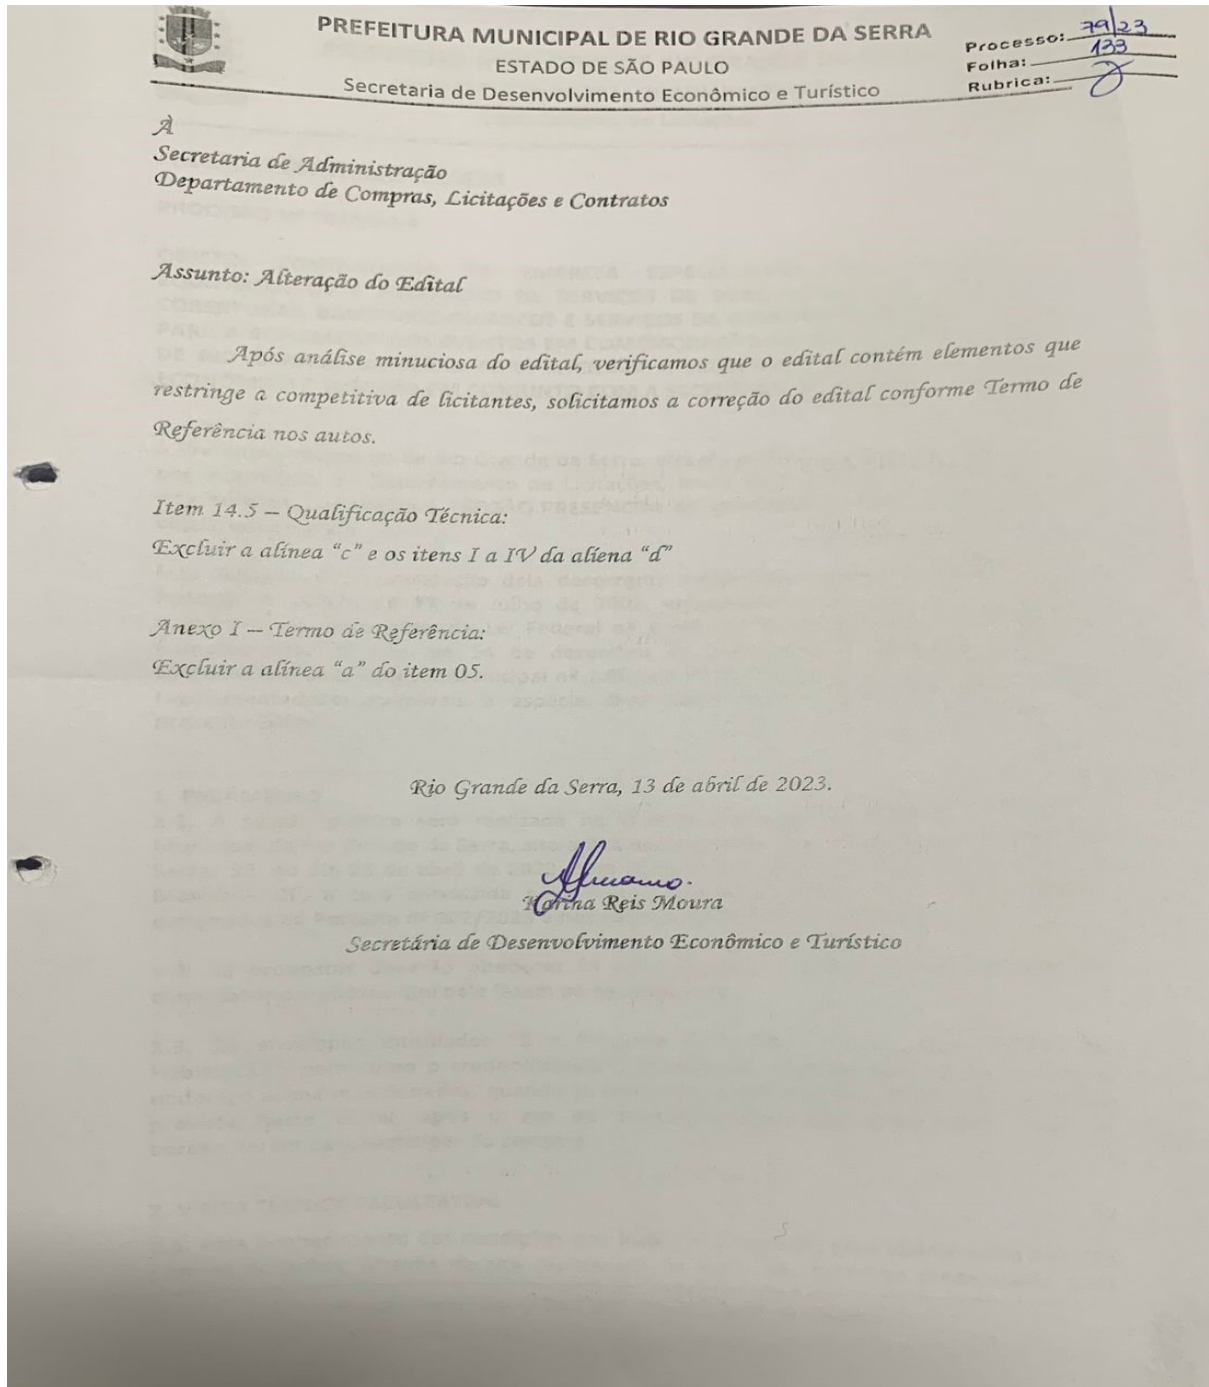 PREFEITURA MUNICIPAL DE RIO GRANDE DA SERRA
ESTADO DE SÃO PAULO
Secretaria de Desenvolvimento Econômico e Turístico
Processo: 79/23
Folha: 133
Rubrica:
À
Secretaria de Administração
Departamento de Compras, Licitações e Contratos
Assunto: Alteração do Edital
Após análise minuciosa do edital, verificamos que o edital contém elementos que
restringe a competitiva de licitantes, solicitamos a correção do edital conforme Termo de
Referência nos autos.
Item 14.5 – Qualificação Técnica:
Excluir a alínea “c” e os itens I a IV da alíena “d”
Anexo I – Termo de Referência:
Excluir a alínea “a” do item 05.
Rio Grande da Serra, 13 de abril de 2023.
Karina Reis Moura
Secretária de Desenvolvimento Econômico e Turístico